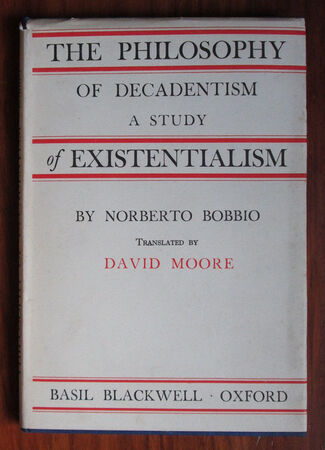 THE PHILOSOPHY
OF DECADENTISM
A STUDY
of EXISTENTIALISM
BY NORBERTO BOBBIO
TRANSLATED BY
DAVID MOORE
BASIL BLACKWELL · OXFORD